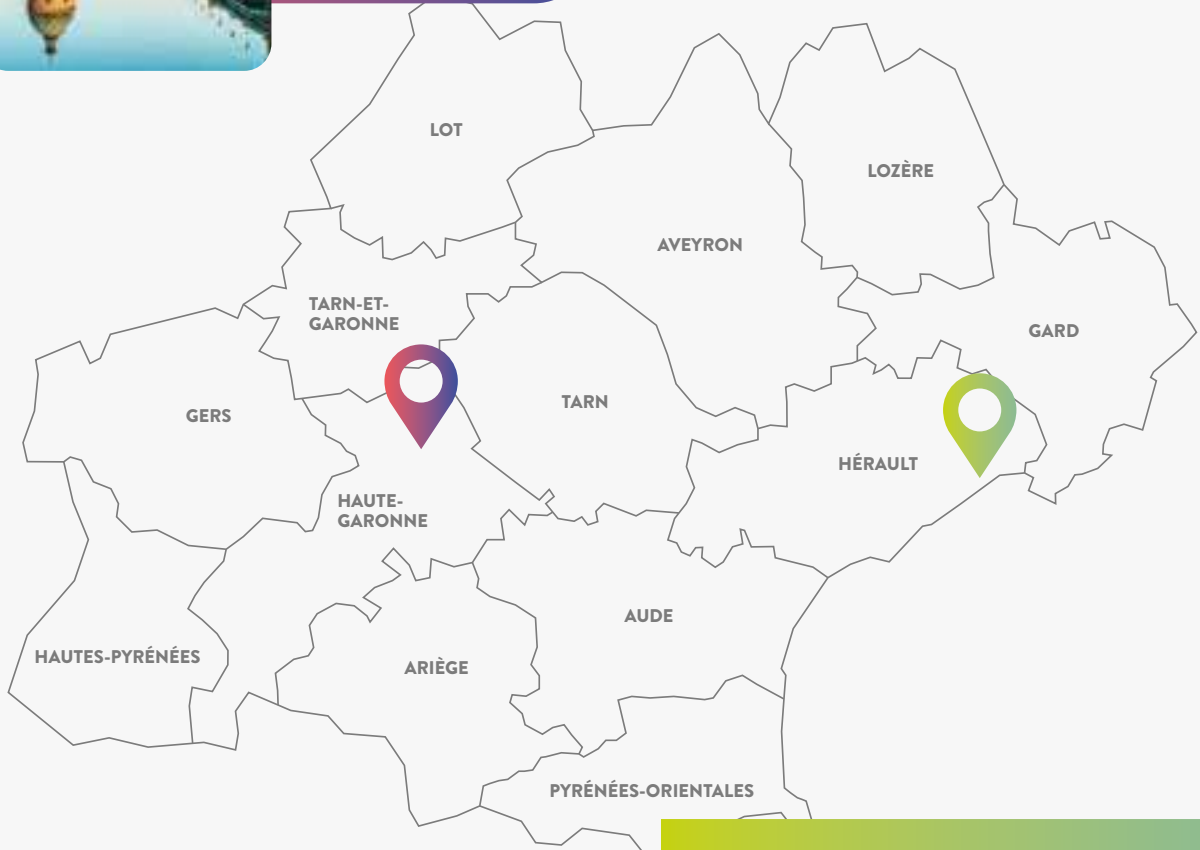 LOT
LOZÈRE
AVEYRON
TARN-ET-
GARONNE
GARD
TARN
GERS
HÉRAULT
HAUTE-
GARONNE
AUDE
HAUTES-PYRÉNÉES
ARIÈGE
PYRÉNÉES-ORIENTALES